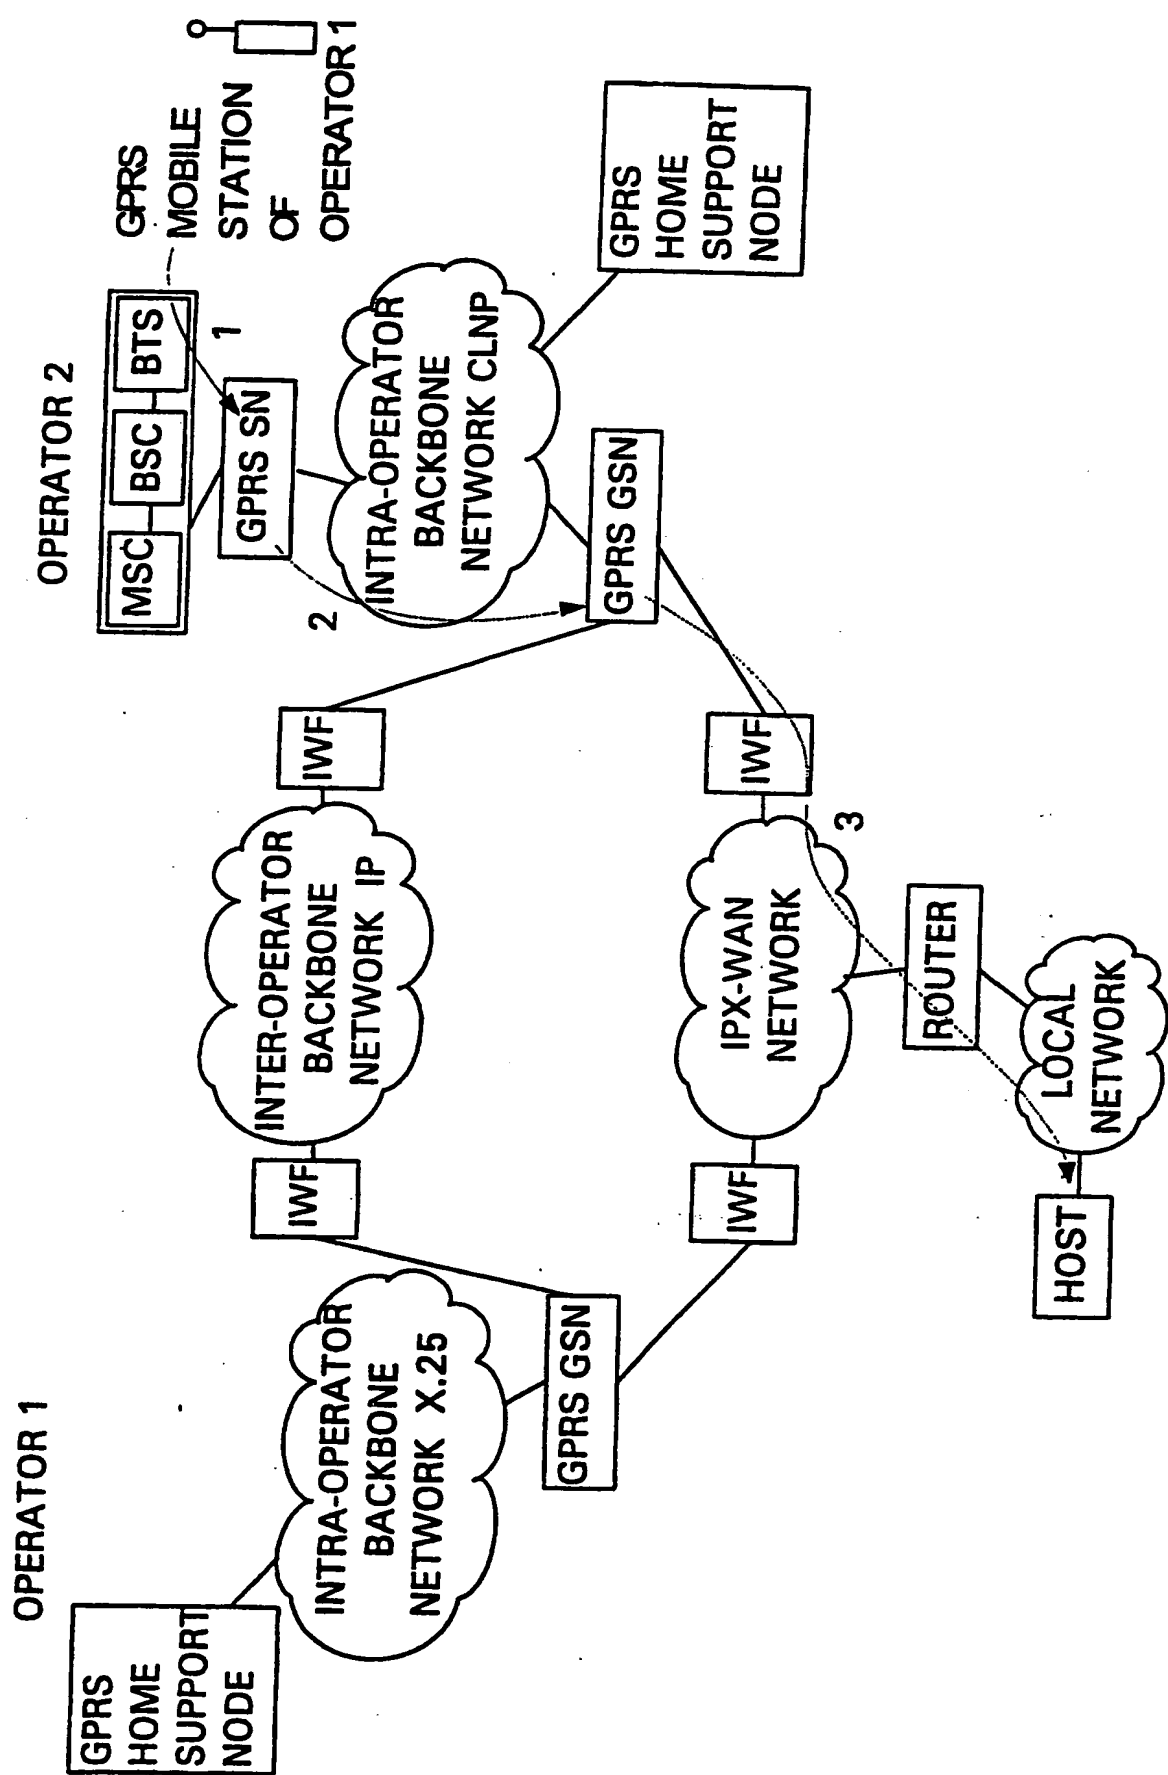 OPERATOR 1
OPERATOR 2
GPRS
HOME
SUPPORT
NODE
INTRA-OPERATOR
BACKBONE
NETWORK X.25
GPRS GSN
IWF
INTER-OPERATOR
BACKBONE
NETWORK IP
IWF
MSC
BSC
BTS
GPRS SN
1
2
GPRS
MOBILE
STATION
OF
OPERATOR 1
INTRA-OPERATOR
BACKBONE
NETWORK CLNP
GPRS GSN
GPRS
HOME
SUPPORT
NODE
IWF
IPX-WAN
NETWORK
IWF
3
ROUTER
LOCAL
NETWORK
HOST